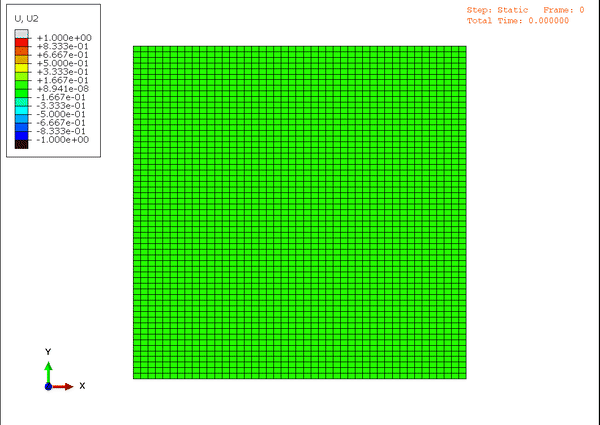 U, U2
+1.000e+00
+8.333e-01
+6.667e-01
+5.000e-01
+3.333e-01
+1.667e-01
+8.941e-08
-1.667e-01
-3.333e-01
-5.000e-01
-6.667e-01
-8.333e-01
-1.000e+00
Step: Static Frame: 0
Total Time: 0.000000
Y
X